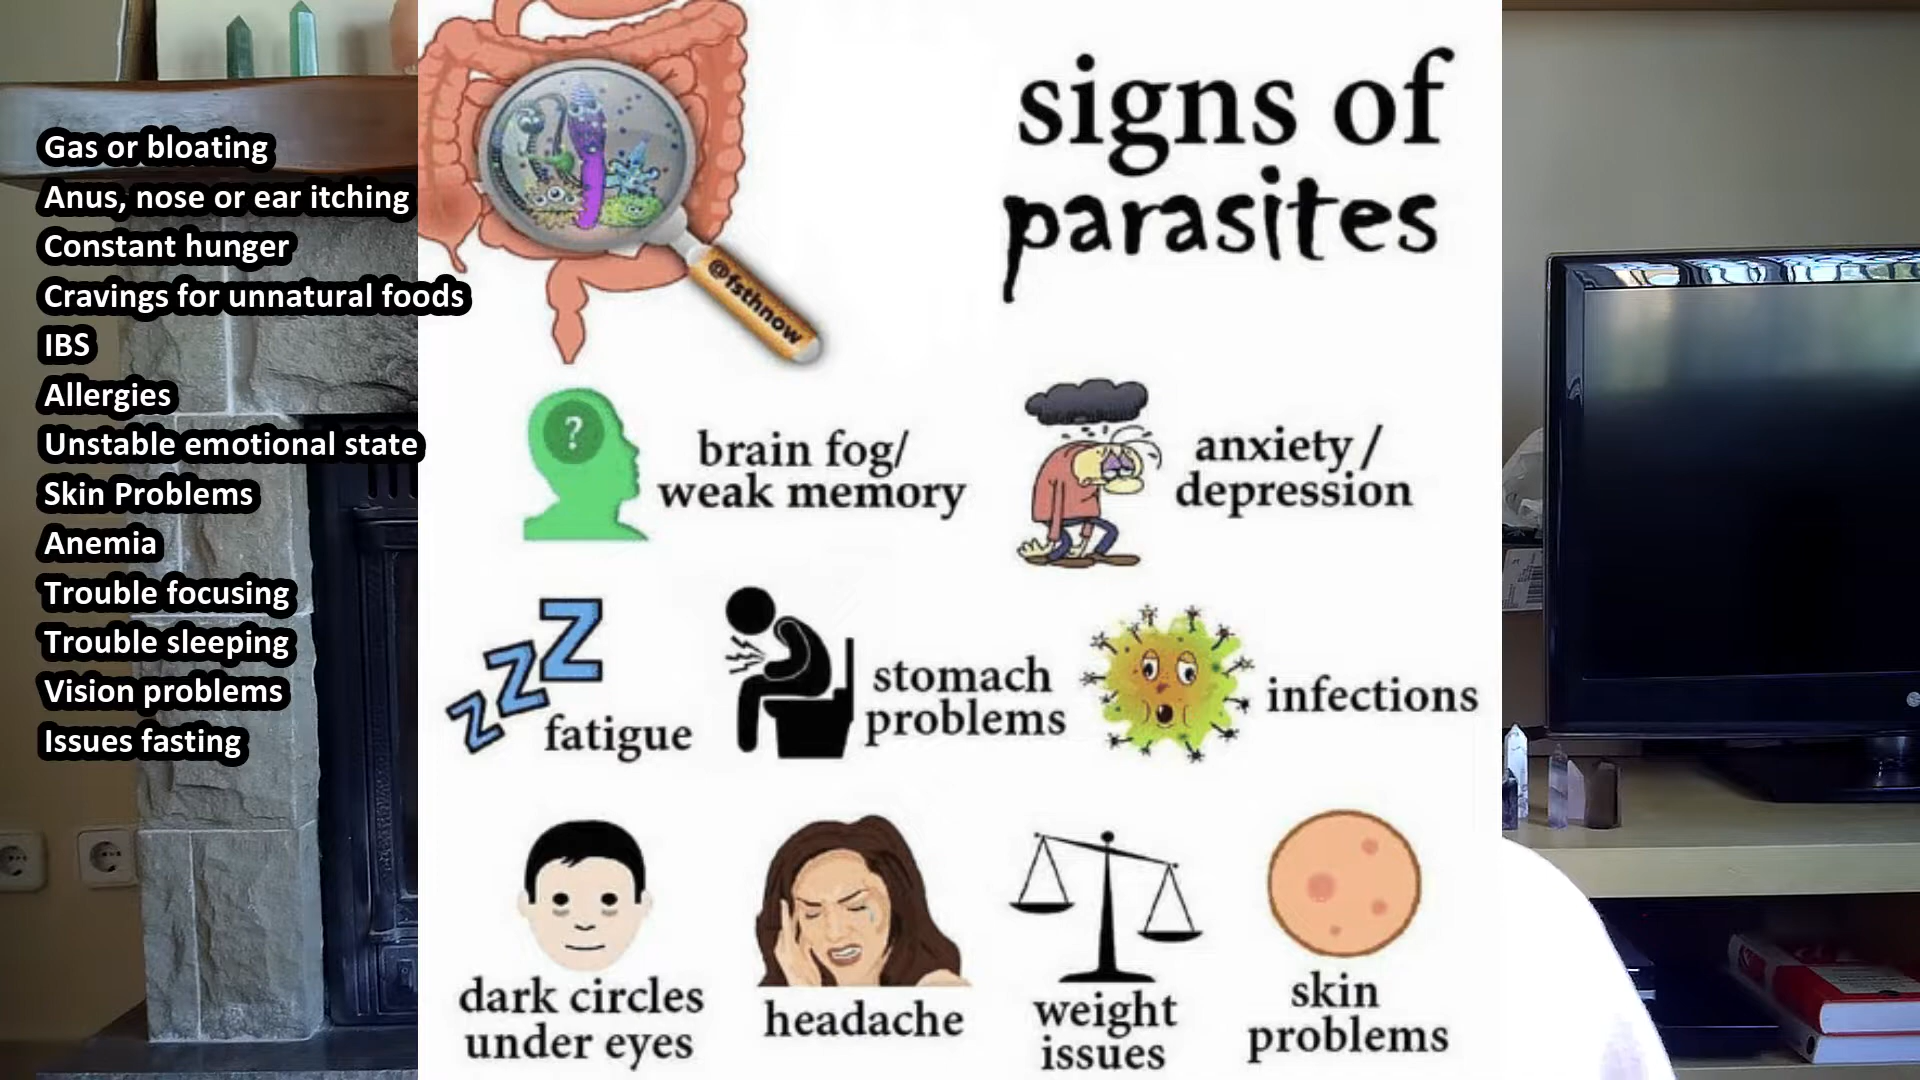 Gas or bloating
Anus, nose or ear itching
Constant hunger
Cravings for unnatural foods
IBS
Allergies
Unstable emotional state
Skin Problems
Anemia
Trouble focusing
Trouble sleeping
Vision problems
Issues fasting
signs of
parasites
@fsthnow
?
brain fog/
weak memory
anxiety/
depression
zzz
fatigue
stomach
problems
infections
dark circles
under eyes
headache
weight
issues
skin
problems